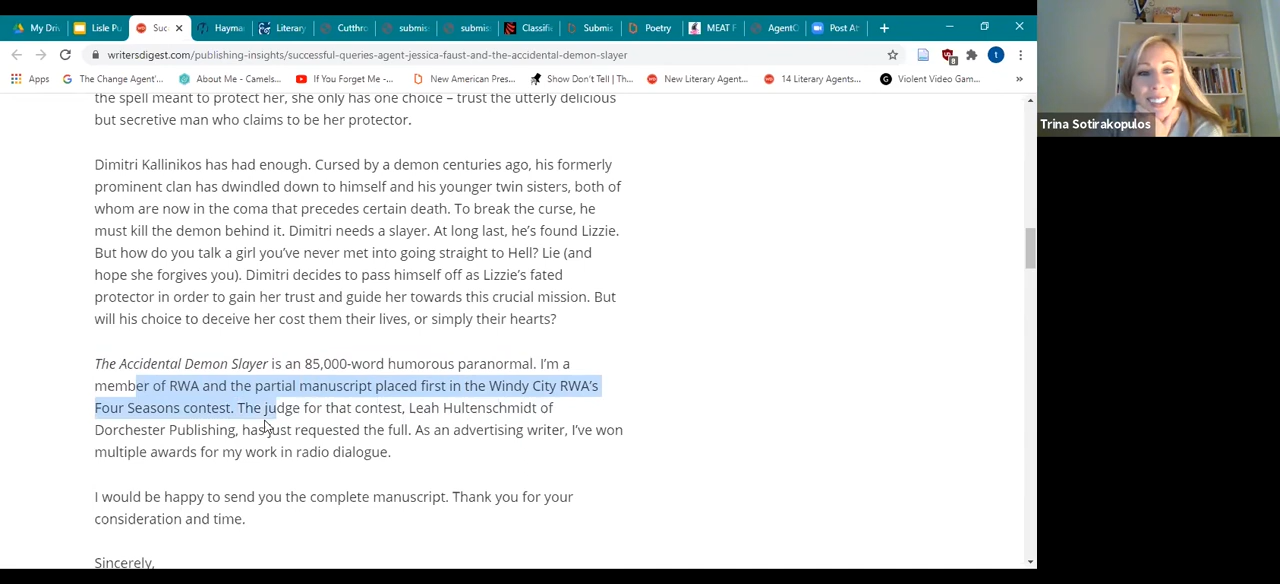 My Dri
Lisle Pu
Suc
Hayma
Literary
Cutthro
submis
submis
Classifi
Submis
Poetry
MEAT F
AgentQ
Post At
writersdigest.com/publishing-insights/successful-queries-agent-jessica-faust-and-the-accidental-demon-slayer
8
t
Apps
The Change Agent'...
About Me - Camels...
If You Forget Me -...
New American Pres...
Show Don't Tell | Th...
New Literary Agent...
14 Literary Agents...
Violent Video Gam...
»
the spell meant to protect her, she only has one choice – trust the utterly delicious
but secretive man who claims to be her protector.
Dimitri Kallinikos has had enough. Cursed by a demon centuries ago, his formerly
prominent clan has dwindled down to himself and his younger twin sisters, both of
whom are now in the coma that precedes certain death. To break the curse, he
must kill the demon behind it. Dimitri needs a slayer. At long last, he's found Lizzie.
But how do you talk a girl you've never met into going straight to Hell? Lie (and
hope she forgives you). Dimitri decides to pass himself off as Lizzie's fated
protector in order to gain her trust and guide her towards this crucial mission. But
will his choice to deceive her cost them their lives, or simply their hearts?
The Accidental Demon Slayer is an 85,000-word humorous paranormal. I'm a
member of RWA and the partial manuscript placed first in the Windy City RWA's
Four Seasons contest. The judge for that contest, Leah Hultenschmidt of
Dorchester Publishing, has just requested the full. As an advertising writer, I've won
multiple awards for my work in radio dialogue.
I would be happy to send you the complete manuscript. Thank you for your
consideration and time.
Sincerely,
Trina Sotirakopulos